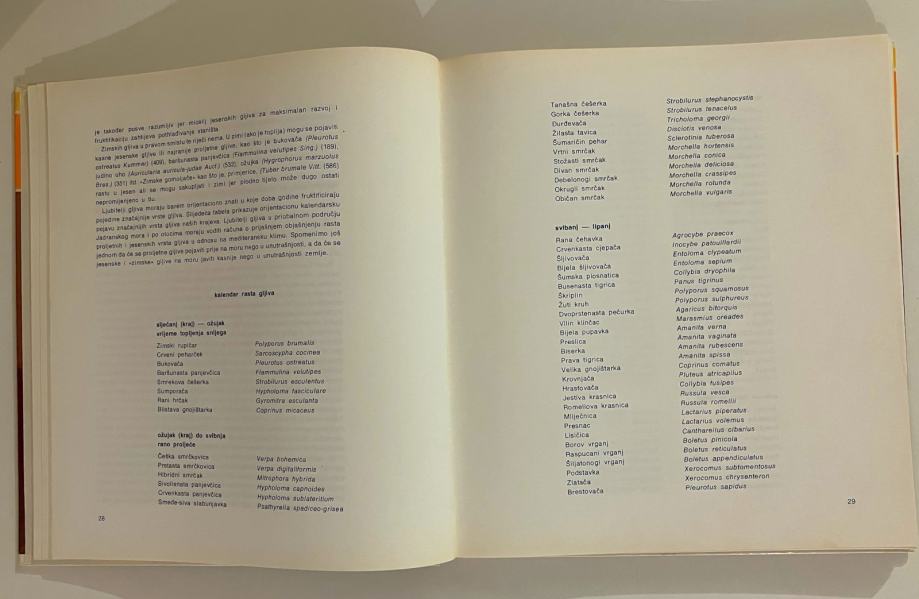 je također posve razumljiv jer micelij jesenskih gljiva za maksimalan razvoj i
fruktifikaciju zahtijeva pothlađivanje staništa.
Zimskih gljiva u pravom smislu te riječi nema. U zimi (ako je toplija) mogu se pojaviti
kasne jesenske gljive ili najranije proljetne gljive, kao što je bukovača (Pleurotus
ostreatus Kummer) (409), baršunasta panjevčica (Flammulina velutipes Sing.) (189),
judino uho (Auricularia auricula-judae Auct.) (532), ožujka (Hygrophorus marzuolus
Bres.) (351) itd. »Zimske gomoljače« kao što je, primjerice, (Tuber brumale Vitt. (586)
rastu u jesen ali se mogu sakupljati i zimi jer plodno tijelo može dugo ostati
nepromijenjeno u tlu.
Ljubitelji gljiva moraju barem orijentaciono znati u koje doba godine fruktificiraju
pojedine značajnije vrste gljiva. Slijedeća tabela prikazuje orijentacionu kalendarsku
pojavu značajnijih vrsta gljiva naših krajeva. Ljubitelji gljiva u priobalnom području
Jadranskog mora i po otocima moraju voditi računa o prijašnjem objašnjenju rasta
proljetnih i jesenskih vrsta gljiva u odnosu na mediteransku klimu. Spomenimo još
jednom da će se proljetne gljive pojaviti prije na moru nego u unutrašnjosti, a da će se
jesenske i »zimske« gljive na moru javiti kasnije nego u unutrašnjosti zemlje.
kalendar rasta gljiva
siječanj (kraj) — ožujak
vrijeme topljenja snijega
Zimski rupičar Polyporus brumalis
Crveni peharček Sarcoscypha coccinea
Bukovača Pleurotus ostreatus
Baršunasta panjevčica Flammulina velutipes
Smrekova češerka Strobilurus esculentus
Sumporača Hypholoma fasciculare
Rani hrčak Gyromitra esculenta
Blistava gnojištarka Coprinus micaceus
ožujak (kraj) do svibnja
rano proljeće
Češka smrčkovica Verpa bohemica
Prstasta smrčkovica Verpa digitaliformis
Hibridni smrčak Mitrophora hybrida
Sivolisnata panjevčica Hypholoma capnoides
Crvenkasta panjevčica Hypholoma sublateritium
Smeđe-siva slabunjavka Psathyrella spadiceo-grisea
28
Tanašna češerka Strobilurus stephanocystis
Gorka češerka Strobilurus tenacelus
Đurđevača Tricholoma georgii
Žilasta tavica Disciotis venosa
Šumaričin pehar Sclerotinia tuberosa
Vrtni smrčak Morchella hortensis
Stožasti smrčak Morchella conica
Divan smrčak Morchella deliciosa
Debelonogi smrčak Morchella crassipes
Okrugli smrčak Morchella rotunda
Običan smrčak Morchella vulgaris
svibanj — lipanj
Rana čehavka Agrocybe praecox
Crvenkasta cjepača Inocybe patouillardii
Šljivovača Entoloma clypeatum
Bijela šljivovača Entoloma sepium
Šumska plosnatica Collybia dryophila
Busenasta tigrica Panus tigrinus
Škriplin Polyporus squamosus
Žuti kruh Polyporus sulphureus
Dvoprstenasta pečurka Agaricus bitorquis
Vilin klinčac Marasmius oreades
Bijela pupavka Amanita verna
Preslica Amanita vaginata
Biserka Amanita rubescens
Prava tigrica Amanita spissa
Velika gnojištarka Coprinus comatus
Krovnjača Pluteus atricapilus
Hrastovača Collybia fusipes
Jestiva krasnica Russula vesca
Romellova krasnica Russula romellii
Mliječnica Lactarius piperatus
Presnac Lactarius volemus
Lisičica Cantharellus cibarius
Borov vrganj Boletus pinicola
Raspucani vrganj Boletus reticulatus
Šiljatonogi vrganj Boletus appendiculatus
Podstavka Xerocomus subtomentosus
Zlatača Xerocomus chrysenteron
Brestovača Pleurotus sapidus
29